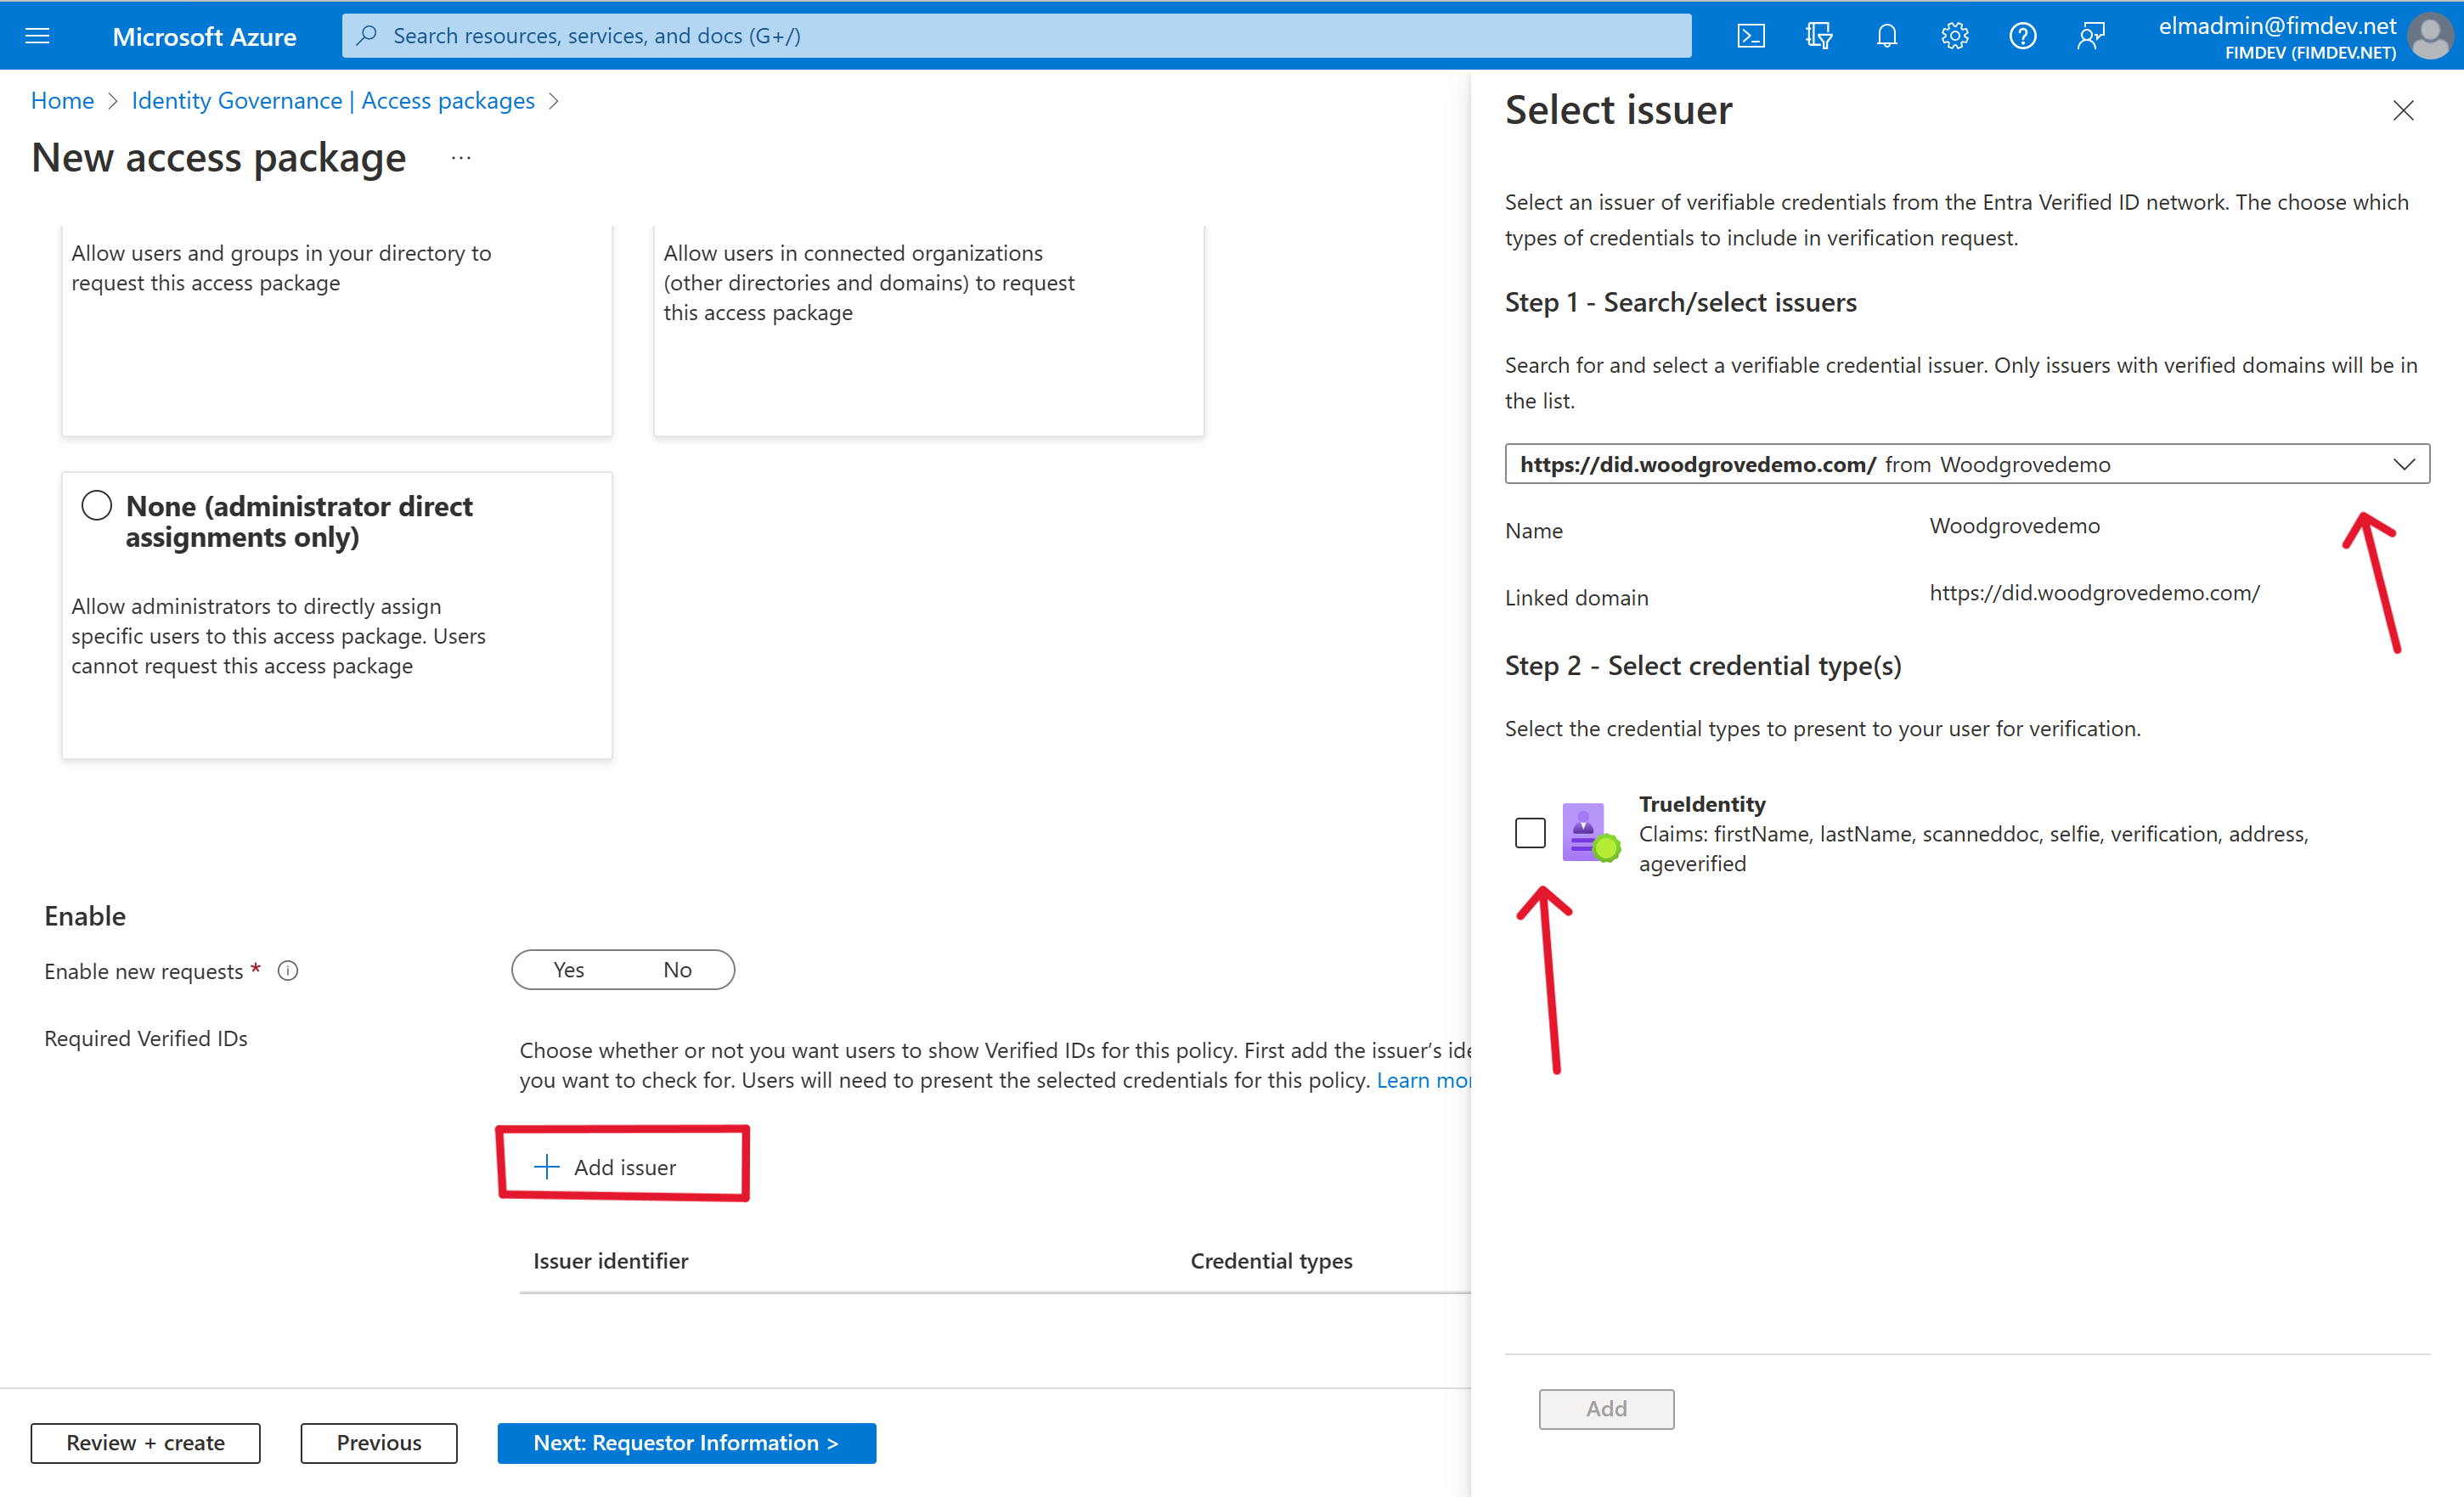 Microsoft Azure
Search resources, services, and docs (G+/)
elmadmin@fimdev.net
FIMDEV (FIMDEV.NET)
Home > Identity Governance | Access packages >
New access package ...
Allow users and groups in your directory to
request this access package
Allow users in connected organizations
(other directories and domains) to request
this access package
None (administrator direct
assignments only)
Allow administrators to directly assign
specific users to this access package. Users
cannot request this access package
Enable
Enable new requests *
Yes No
Required Verified IDs
Choose whether or not you want users to show Verified IDs for this policy. First add the issuer’s ide
you want to check for. Users will need to present the selected credentials for this policy. Learn mor
Add issuer
Issuer identifier Credential types
Review + create
Previous
Next: Requestor Information >
Select issuer
Select an issuer of verifiable credentials from the Entra Verified ID network. The choose which
types of credentials to include in verification request.
Step 1 - Search/select issuers
Search for and select a verifiable credential issuer. Only issuers with verified domains will be in
the list.
https://did.woodgrovedemo.com/ from Woodgrovedemo
Name Woodgrovedemo
Linked domain https://did.woodgrovedemo.com/
Step 2 - Select credential type(s)
Select the credential types to present to your user for verification.
TrueIdentity
Claims: firstName, lastName, scanneddoc, selfie, verification, address,
ageverified
Add